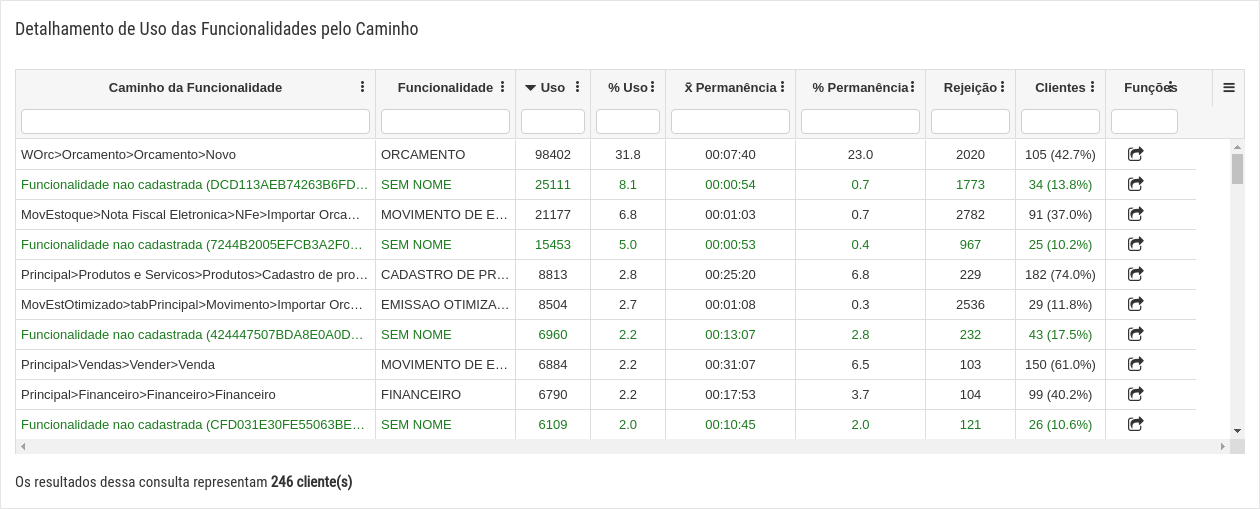 Detalhamento de Uso das Funcionalidades pelo Caminho
Caminho da Funcionalidade Funcionalidade Uso % Uso x̄ Permanência % Permanência Rejeição Clientes Funções
WOrc>Orcamento>Orcamento>Novo ORCAMENTO 98402 31.8 00:07:40 23.0 2020 105 (42.7%)
Funcionalidade nao cadastrada (DCD113AEB74263B6FD… SEM NOME 25111 8.1 00:00:54 0.7 1773 34 (13.8%)
MovEstoque>Nota Fiscal Eletronica>NFe>Importar Orca… MOVIMENTO DE E… 21177 6.8 00:01:03 0.7 2782 91 (37.0%)
Funcionalidade nao cadastrada (7244B2005EFCB3A2F0… SEM NOME 15453 5.0 00:00:53 0.4 967 25 (10.2%)
Principal>Produtos e Servicos>Produtos>Cadastro de pro… CADASTRO DE PR… 8813 2.8 00:25:20 6.8 229 182 (74.0%)
MovEstOtimizado>tabPrincipal>Movimento>Importar Orc… EMISSAO OTIMIZA… 8504 2.7 00:01:08 0.3 2536 29 (11.8%)
Funcionalidade nao cadastrada (424447507BDA8E0A0D… SEM NOME 6960 2.2 00:13:07 2.8 232 43 (17.5%)
Principal>Vendas>Vender>Venda MOVIMENTO DE E… 6884 2.2 00:31:07 6.5 103 150 (61.0%)
Principal>Financeiro>Financeiro>Financeiro FINANCEIRO 6790 2.2 00:17:53 3.7 104 99 (40.2%)
Funcionalidade nao cadastrada (CFD031E30FE55063BE… SEM NOME 6109 2.0 00:10:45 2.0 121 26 (10.6%)
Os resultados dessa consulta representam 246 cliente(s)